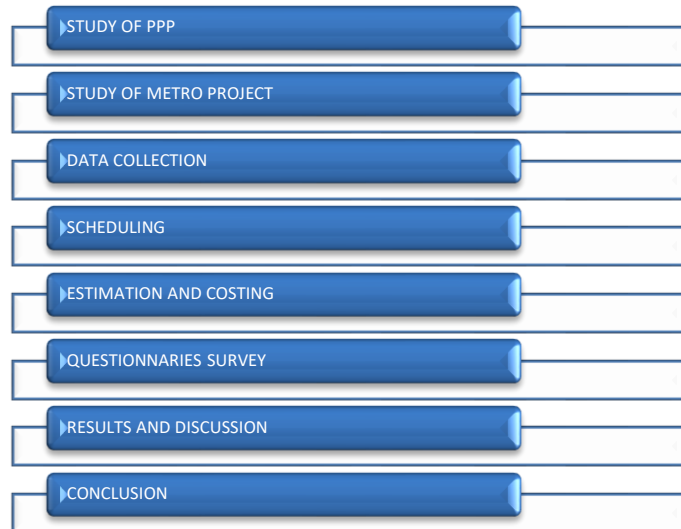 STUDY OF PPP
STUDY OF METRO PROJECT
DATA COLLECTION
SCHEDULING
ESTIMATION AND COSTING
QUESTIONNARIES SURVEY
RESULTS AND DISCUSSION
CONCLUSION